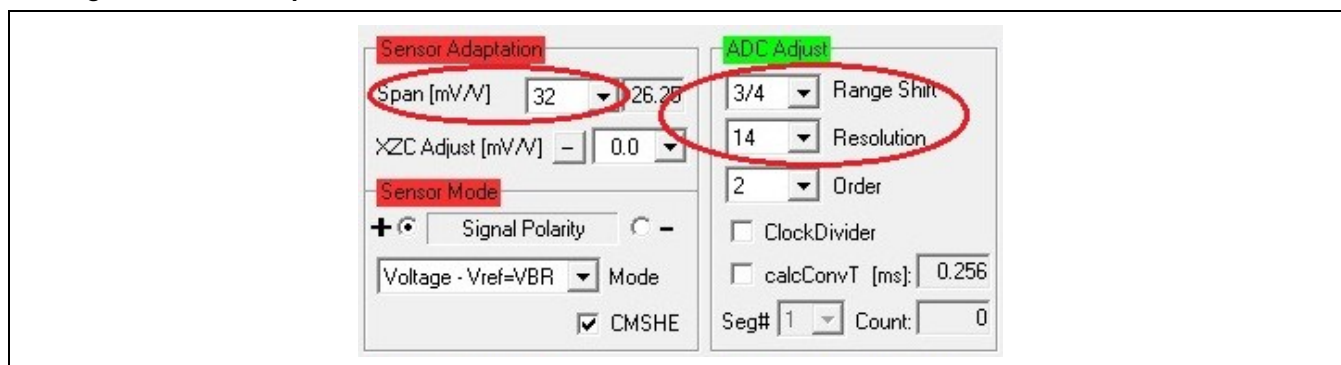 Sensor Adaptation
Span [mV/V] 32 26.25
XZC Adjust [mV/V] – 0.0
Sensor Mode
+ Signal Polarity –
Voltage - Vref=VBR Mode
CMSHE
ADC Adjust
3/4 Range Shift
14 Resolution
2 Order
ClockDivider
calcConvT [ms]: 0.256
Seg# 1 Count: 0